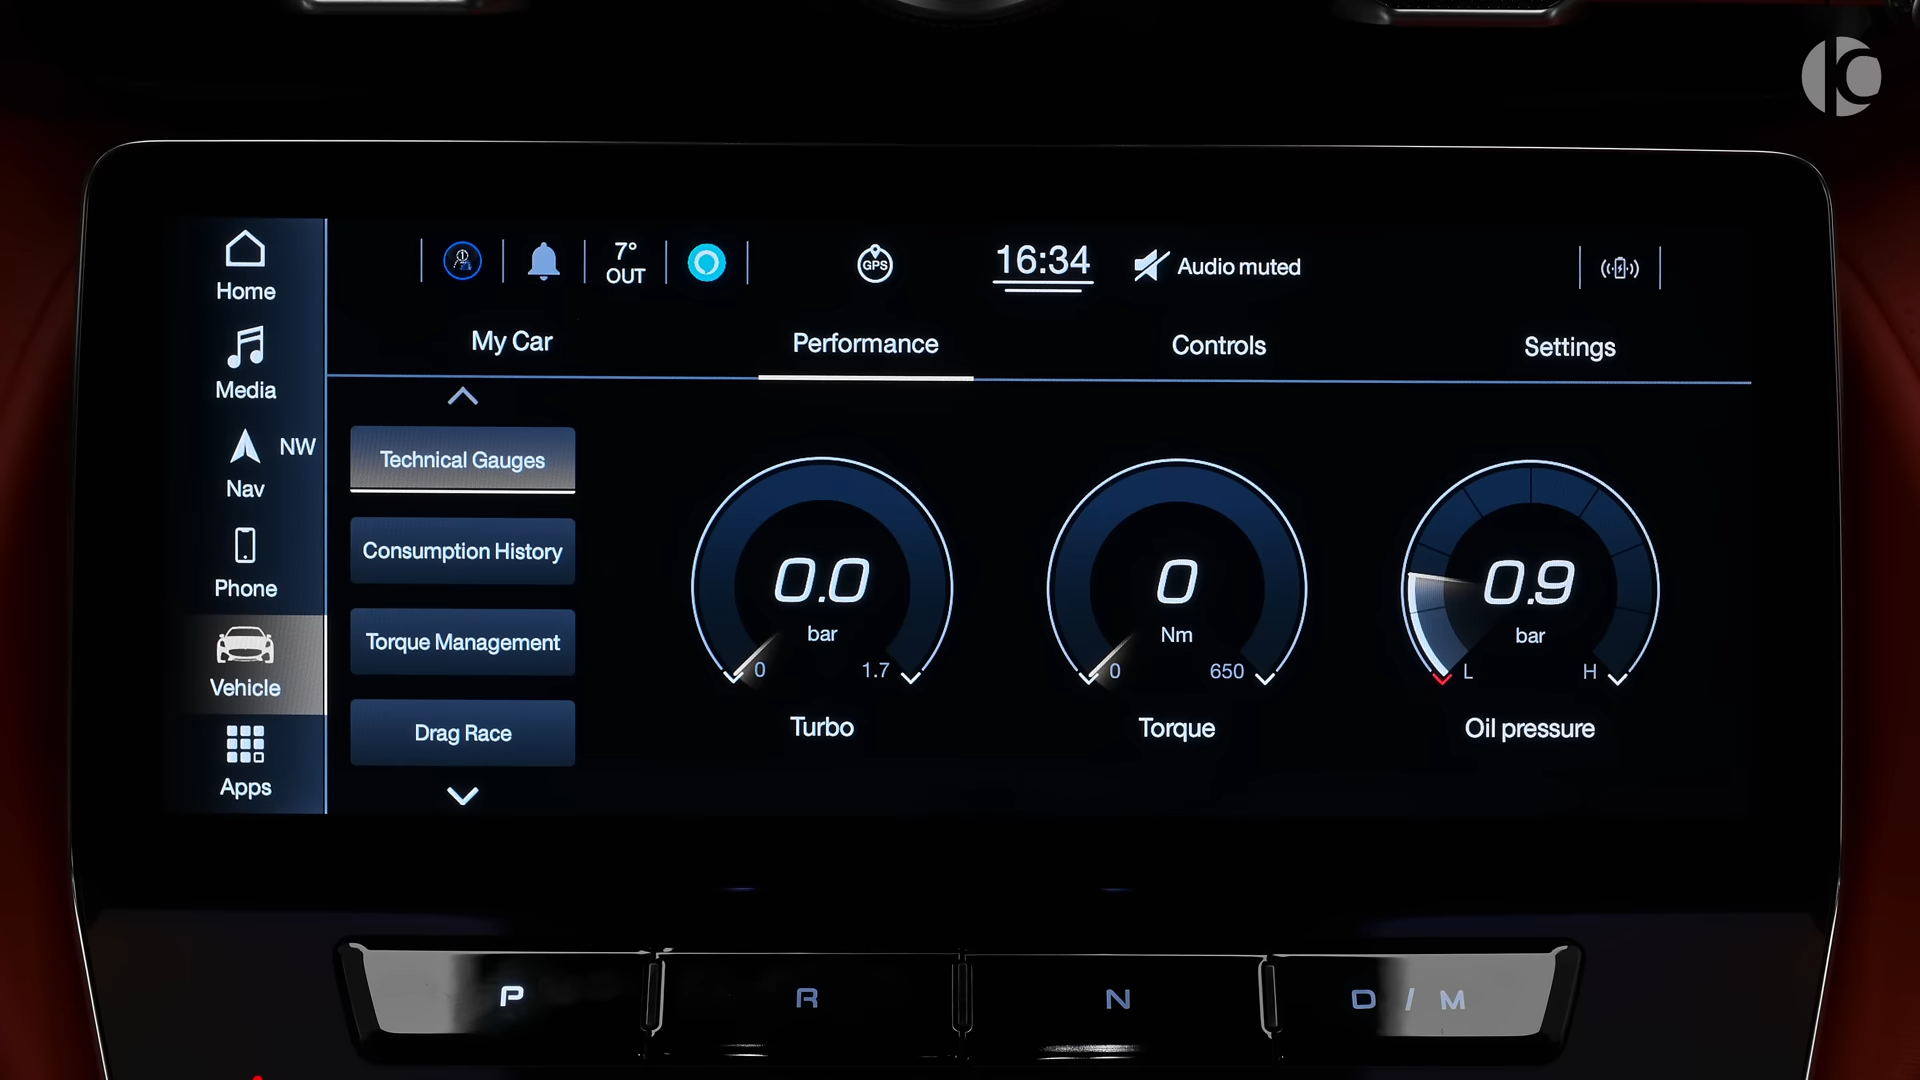 Home
Media
NW
Nav
Phone
Vehicle
Apps
7°
OUT
GPS
16:34
Audio muted
My Car
Performance
Controls
Settings
Technical Gauges
Consumption History
Torque Management
Drag Race
0.0
bar
0
1.7
Turbo
0
Nm
0
650
Torque
0.9
bar
L
H
Oil pressure
P
R
N
D / M